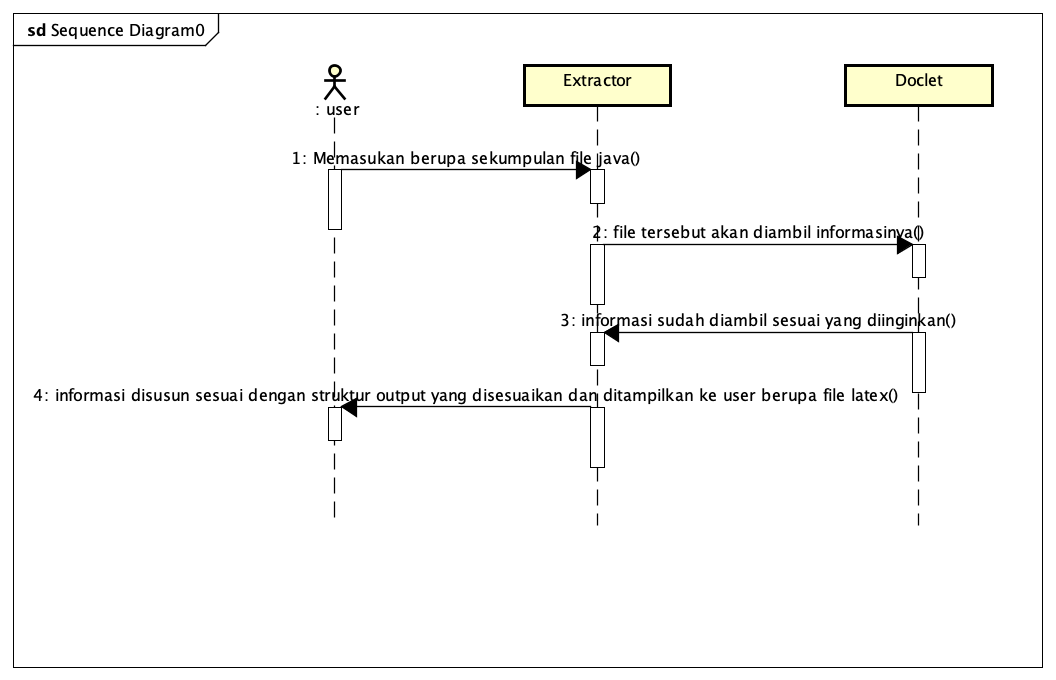 sd Sequence Diagram0
: user
Extractor
Doclet
1: Memasukan berupa sekumpulan file java()
2: file tersebut akan diambil informasinya()
3: informasi sudah diambil sesuai yang diinginkan()
4: informasi disusun sesuai dengan struktur output yang disesuaikan dan ditampilkan ke user berupa file latex()